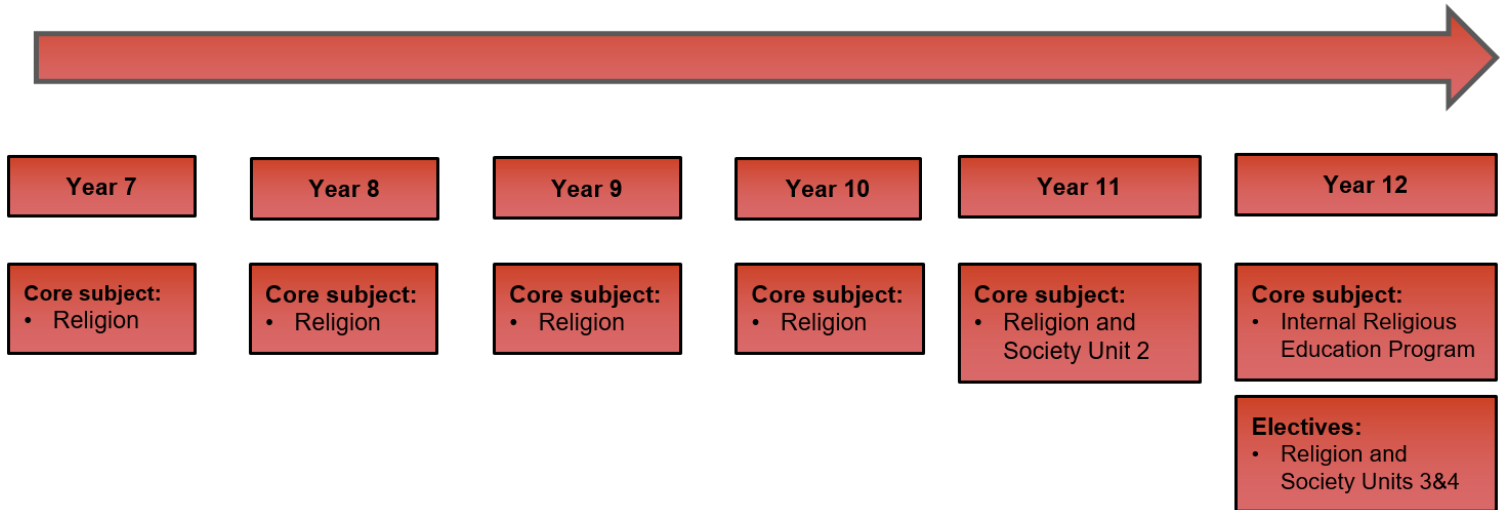 Year 7
Year 8
Year 9
Year 10
Year 11
Year 12
Core subject:
• Religion
Core subject:
• Religion
Core subject:
• Religion
Core subject:
• Religion
Core subject:
• Religion and
Society Unit 2
Core subject:
• Internal Religious
Education Program
Electives:
• Religion and
Society Units 3&4